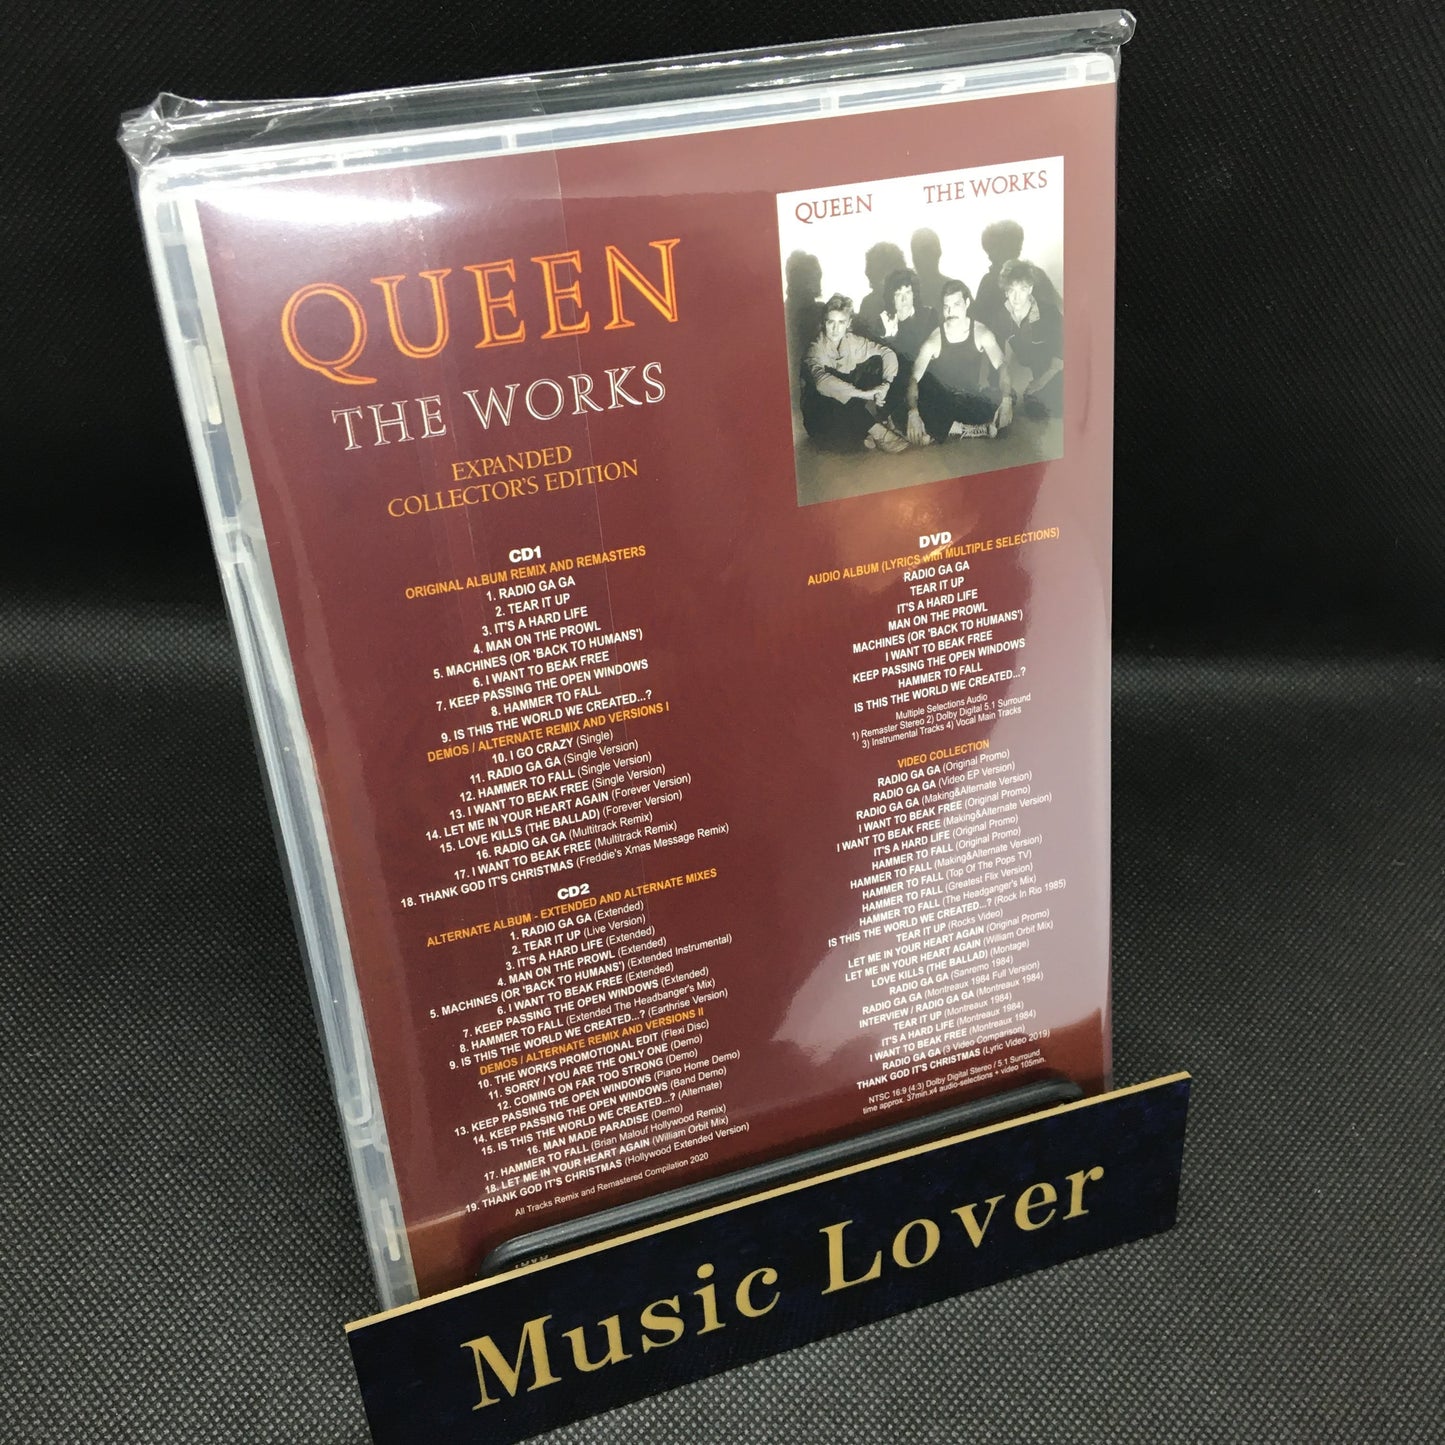 QUEEN
THE WORKS
EXPANDED
COLLECTOR'S EDITION
QUEEN THE WORKS
CD1
ORIGINAL ALBUM REMIX AND REMASTERS
1. RADIO GA GA
2. TEAR IT UP
3. IT'S A HARD LIFE
4. MAN ON THE PROWL
5. MACHINES (OR 'BACK TO HUMANS')
6. I WANT TO BEAK FREE
7. KEEP PASSING THE OPEN WINDOWS
8. HAMMER TO FALL
9. IS THIS THE WORLD WE CREATED...?
DEMOS / ALTERNATE REMIX AND VERSIONS I
10. I GO CRAZY (Single)
11. RADIO GA GA (Single Version)
12. HAMMER TO FALL (Single Version)
13. I WANT TO BEAK FREE (Single Version)
14. LET ME IN YOUR HEART AGAIN (Forever Version)
15. LOVE KILLS (THE BALLAD) (Forever Version)
16. RADIO GA GA (Multitrack Remix)
17. I WANT TO BEAK FREE (Multitrack Remix)
18. THANK GOD IT'S CHRISTMAS (Freddie's Xmas Message Remix)
CD2
ALTERNATE ALBUM - EXTENDED AND ALTERNATE MIXES
1. RADIO GA GA (Extended)
2. TEAR IT UP (Live Version)
3. IT'S A HARD LIFE (Extended)
4. MAN ON THE PROWL (Extended)
5. MACHINES (OR 'BACK TO HUMANS') (Extended Instrumental)
6. I WANT TO BEAK FREE (Extended)
7. KEEP PASSING THE OPEN WINDOWS (Extended)
8. HAMMER TO FALL (Extended The Headbanger's Mix)
9. IS THIS THE WORLD WE CREATED...? (Earthrise Version)
DEMOS / ALTERNATE REMIX AND VERSIONS II
10. THE WORKS PROMOTIONAL EDIT (Flexi Disc)
11. SORRY / YOU ARE THE ONLY ONE (Demo)
12. COMING ON FAR TOO STRONG (Demo)
13. KEEP PASSING THE OPEN WINDOWS (Piano Home Demo)
14. KEEP PASSING THE OPEN WINDOWS (Band Demo)
15. IS THIS THE WORLD WE CREATED...? (Alternate)
16. MAN MADE PARADISE (Demo)
17. HAMMER TO FALL (Brian Malouf Hollywood Remix)
18. LET ME IN YOUR HEART AGAIN (William Orbit Mix)
19. THANK GOD IT'S CHRISTMAS (Hollywood Extended Version)
All Tracks Remix and Remastered Compilation 2020
DVD
AUDIO ALBUM (LYRICS with MULTIPLE SELECTIONS)
RADIO GA GA
TEAR IT UP
IT'S A HARD LIFE
MAN ON THE PROWL
MACHINES (OR 'BACK TO HUMANS')
I WANT TO BEAK FREE
KEEP PASSING THE OPEN WINDOWS
HAMMER TO FALL
IS THIS THE WORLD WE CREATED...?
Multiple Selections Audio
1) Remaster Stereo 2) Dolby Digital 5.1 Surround
3) Instrumental Tracks 4) Vocal Main Tracks
VIDEO COLLECTION
RADIO GA GA (Original Promo)
RADIO GA GA (Video EP Version)
RADIO GA GA (Making&Alternate Version)
I WANT TO BEAK FREE (Original Promo)
I WANT TO BEAK FREE (Making&Alternate Version)
IT'S A HARD LIFE (Original Promo)
HAMMER TO FALL (Original Promo)
HAMMER TO FALL (Making&Alternate Version)
HAMMER TO FALL (Top Of The Pops TV)
HAMMER TO FALL (Greatest Flix Version)
HAMMER TO FALL (The Headganger's Mix)
IS THIS THE WORLD WE CREATED...? (Rock In Rio 1985)
TEAR IT UP (Rocks Video)
LET ME IN YOUR HEART AGAIN (Original Promo)
LET ME IN YOUR HEART AGAIN (William Orbit Mix)
LOVE KILLS (THE BALLAD) (Montage)
RADIO GA GA (Sanremo 1984)
RADIO GA GA (Montreaux 1984 Full Version)
INTERVIEW / RADIO GA GA (Montreaux 1984)
TEAR IT UP (Montreaux 1984)
IT'S A HARD LIFE (Montreaux 1984)
I WANT TO BEAK FREE (Montreaux 1984)
RADIO GA GA (3 Video Comparison)
THANK GOD IT'S CHRISTMAS (Lyric Video 2019)
NTSC 16:9 (4.3) Dolby Digital Stereo / 5.1 Surround
time approx. 37min.x4 audio-selections + video 105min.
Music Lover